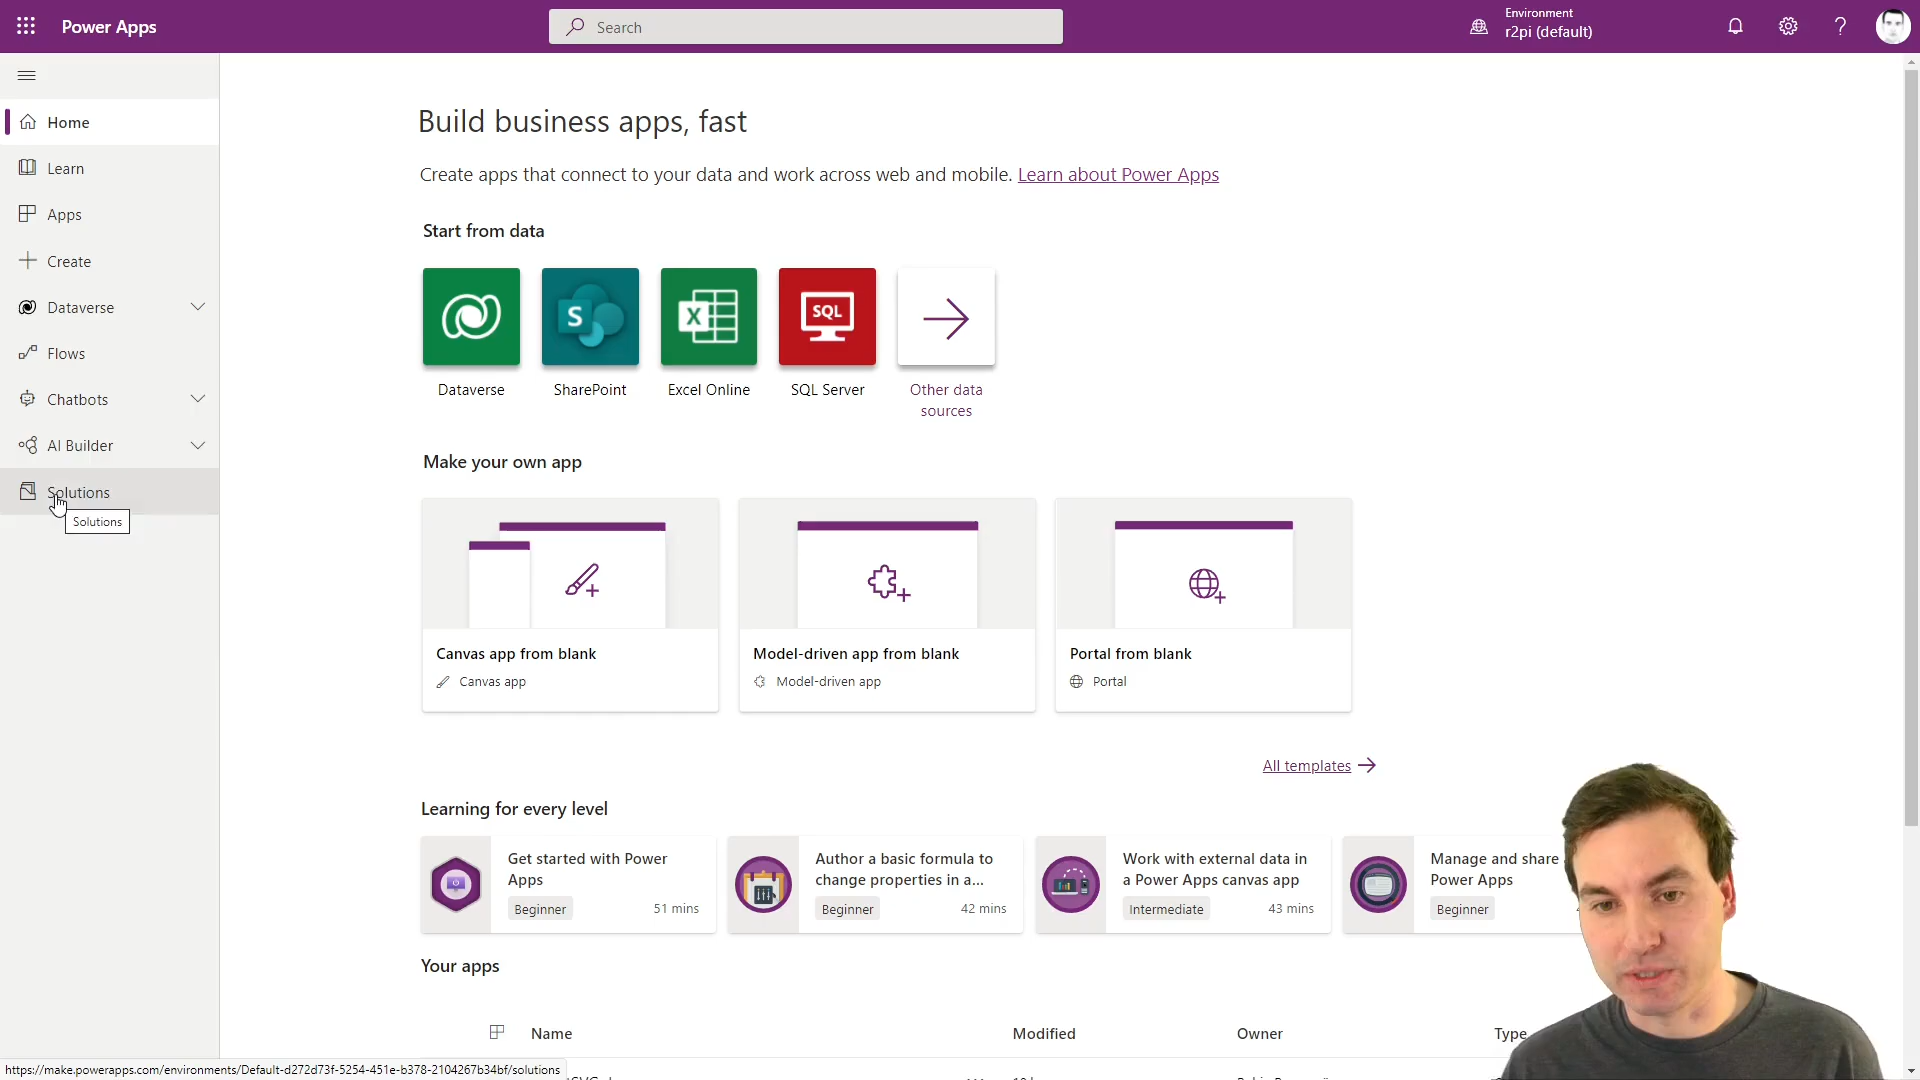 Power Apps
Search
Environment
r2pi (default)
?
Home
Learn
Apps
Create
Dataverse
Flows
Chatbots
AI Builder
Solutions
Solutions
Build business apps, fast
Create apps that connect to your data and work across web and mobile. Learn about Power Apps
Start from data
S
X
SQL
Dataverse
SharePoint
Excel Online
SQL Server
Other data
sources
Make your own app
Canvas app from blank
Canvas app
Model-driven app from blank
Model-driven app
Portal from blank
Portal
All templates
Learning for every level
Get started with Power
Apps
Beginner
51 mins
Author a basic formula to
change properties in a...
Beginner
42 mins
Work with external data in
a Power Apps canvas app
Intermediate
43 mins
Manage and share
Power Apps
Beginner
Your apps
Name
Modified
Owner
Type
https://make.powerapps.com/environments/Default-d272d73f-5254-451e-b378-2104267b34bf/solutions